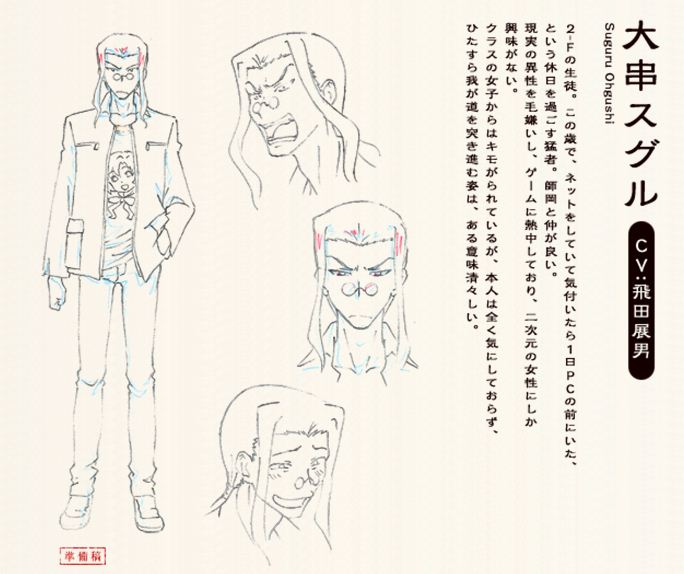 大串スグル
Suguru Ohgushi
CV:飛田展男
2-Fの生徒。この歳で、ネットをしていて気付いたら1日PCの前にいた、
という休日を過ごす猛者。師岡と仲が良い。
現実の異性を毛嫌いし、ゲームに熱中しており、二次元の女性にしか
興味がない。
クラスの女子からはキモがられているが、本人は全く気にしておらず、
ひたすら我が道を突き進む姿は、ある意味清々しい。
準備稿